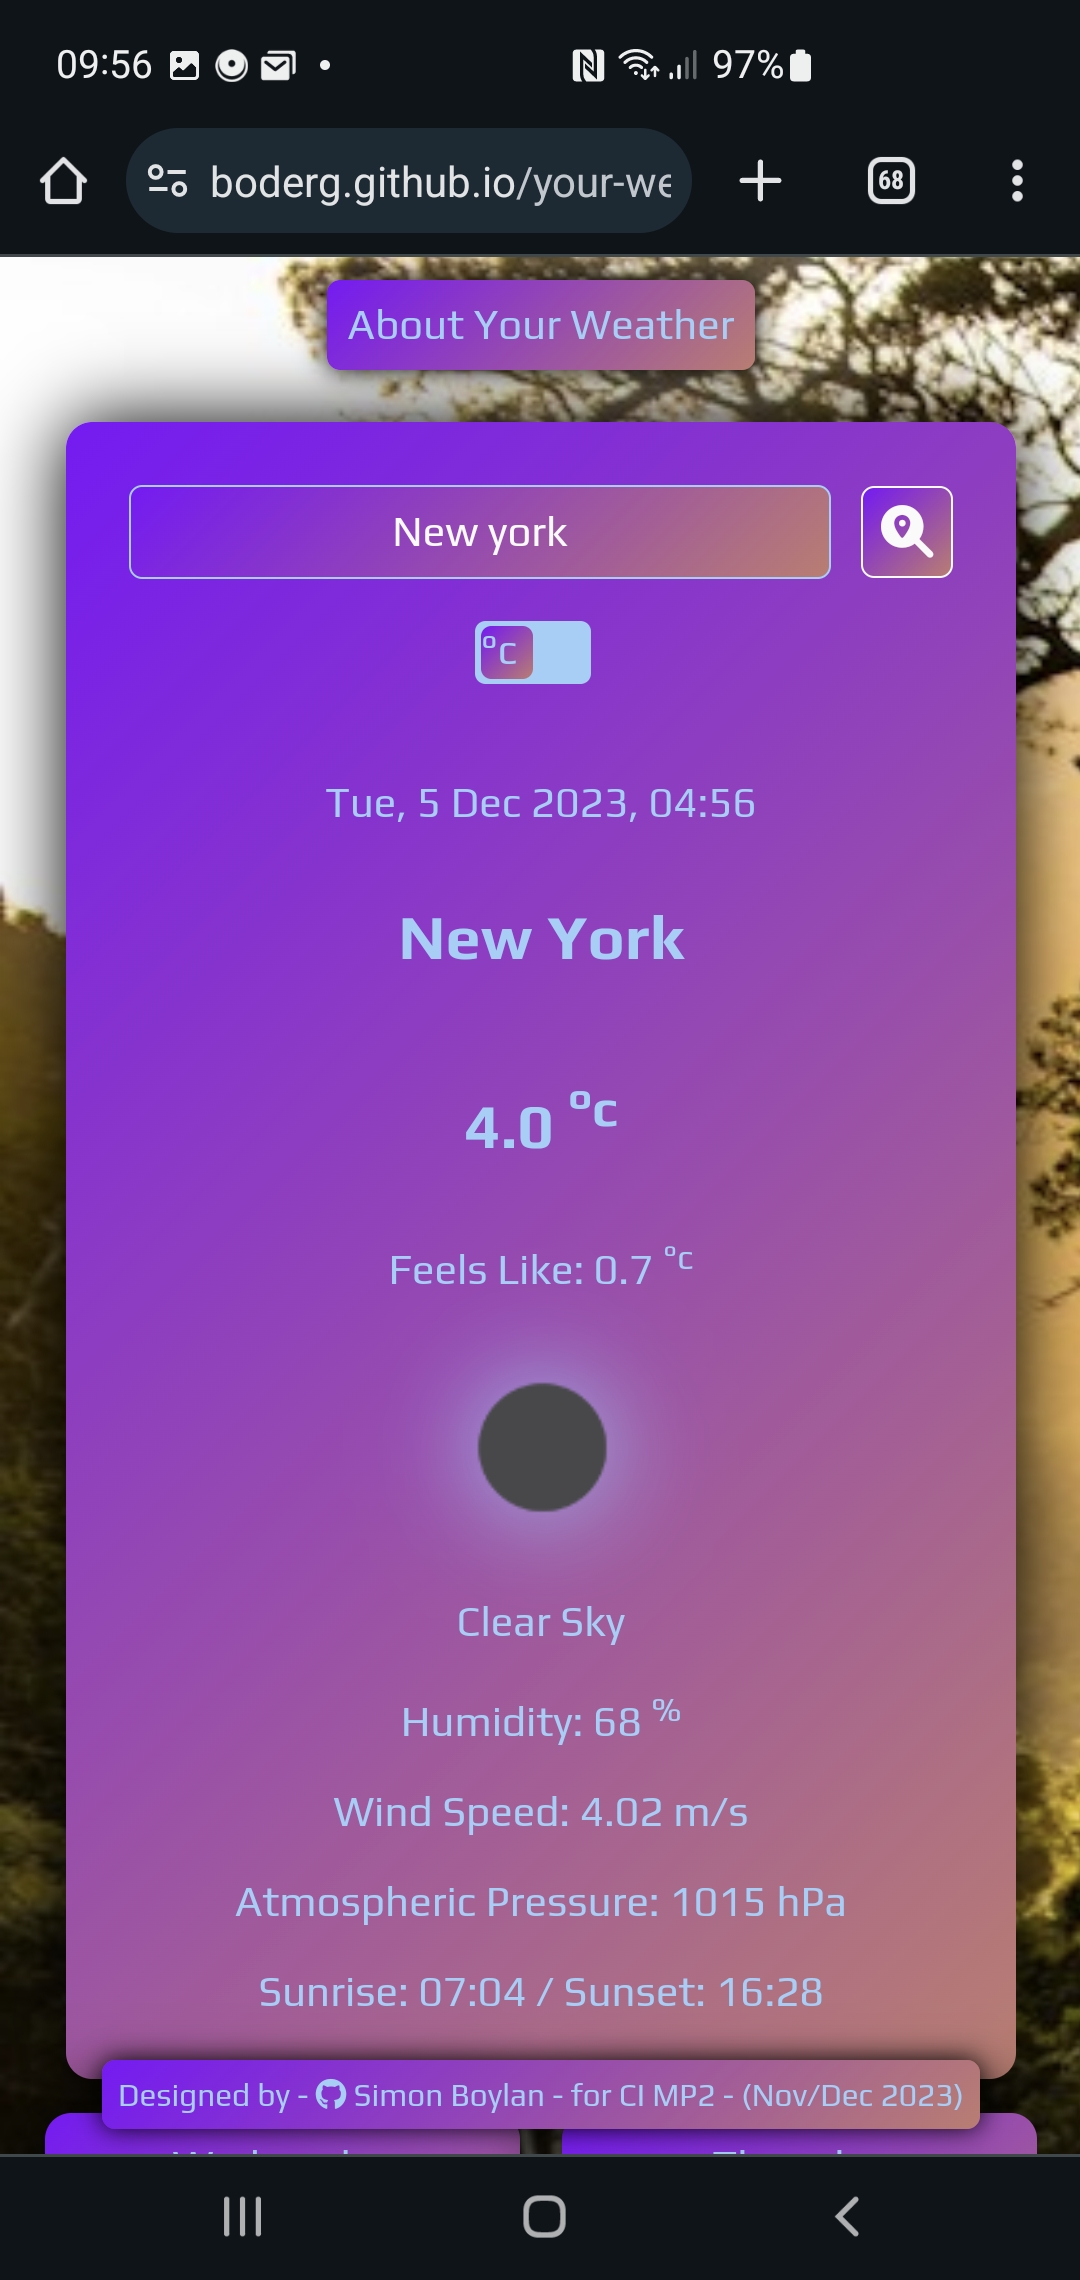 09:56 97%
boderg.github.io/your-we 68
About Your Weather
New york
°C
Tue, 5 Dec 2023, 04:56
New York
4.0 °C
Feels Like: 0.7 °C
Clear Sky
Humidity: 68 %
Wind Speed: 4.02 m/s
Atmospheric Pressure: 1015 hPa
Sunrise: 07:04 / Sunset: 16:28
Designed by - Simon Boylan - for CI MP2 - (Nov/Dec 2023)